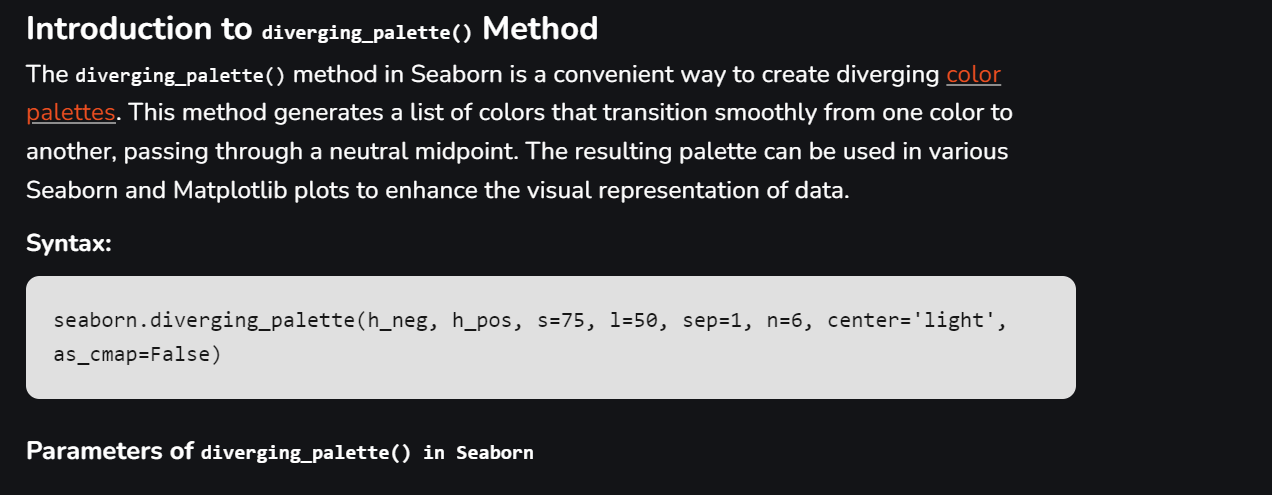 Introduction to diverging_palette() Method
The diverging_palette() method in Seaborn is a convenient way to create diverging color
palettes. This method generates a list of colors that transition smoothly from one color to
another, passing through a neutral midpoint. The resulting palette can be used in various
Seaborn and Matplotlib plots to enhance the visual representation of data.
Syntax:
seaborn.diverging_palette(h_neg, h_pos, s=75, l=50, sep=1, n=6, center='light',
as_cmap=False)
Parameters of diverging_palette() in Seaborn